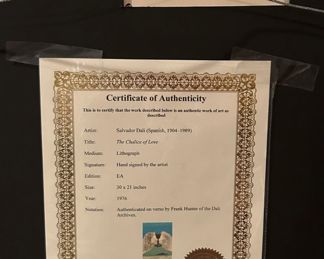 Certificate of Authenticity
This is to certify that the work described below is an authentic work of art as
described
Artist: Salvador Dali (Spanish, 1904-1989)
Title: The Chalice of Love
Medium: Lithograph
Signature: Hand signed by the artist
Edition: EA
Size: 30 x 21 inches
Year: 1976
Notation: Authenticated on verso by Frank Hunter of the Dali
Archives.